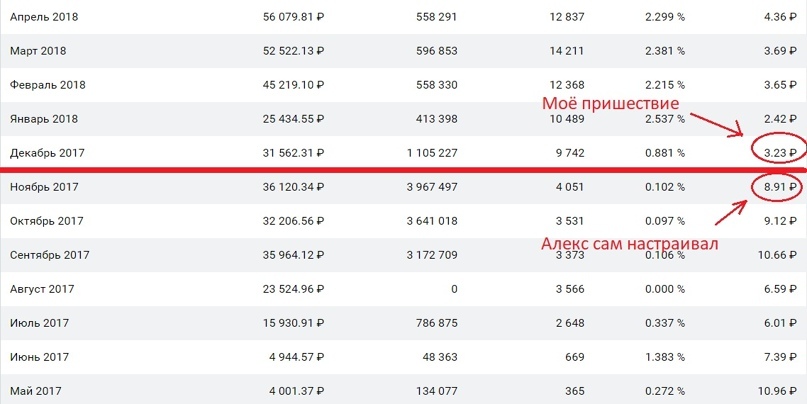 Апрель 2018 56 079.81 ₽ 558 291 12 837 2.299 % 4.36 ₽
Март 2018 52 522.13 ₽ 596 853 14 211 2.381 % 3.69 ₽
Февраль 2018 45 219.10 ₽ 558 330 12 368 2.215 % 3.65 ₽
Моё пришествие
Январь 2018 25 434.55 ₽ 413 398 10 489 2.537 % 2.42 ₽
Декабрь 2017 31 562.31 ₽ 1 105 227 9 742 0.881 % 3.23 ₽
Ноябрь 2017 36 120.34 ₽ 3 967 497 4 051 0.102 % 8.91 ₽
Октябрь 2017 32 206.56 ₽ 3 641 018 3 531 0.097 % 9.12 ₽
Алекс сам настраивал
Сентябрь 2017 35 964.12 ₽ 3 172 709 3 373 0.106 % 10.66 ₽
Август 2017 23 524.96 ₽ 0 3 566 0.000 % 6.59 ₽
Июль 2017 15 930.91 ₽ 786 875 2 648 0.337 % 6.01 ₽
Июнь 2017 4 944.57 ₽ 48 363 669 1.383 % 7.39 ₽
Май 2017 4 001.37 ₽ 134 077 365 0.272 % 10.96 ₽